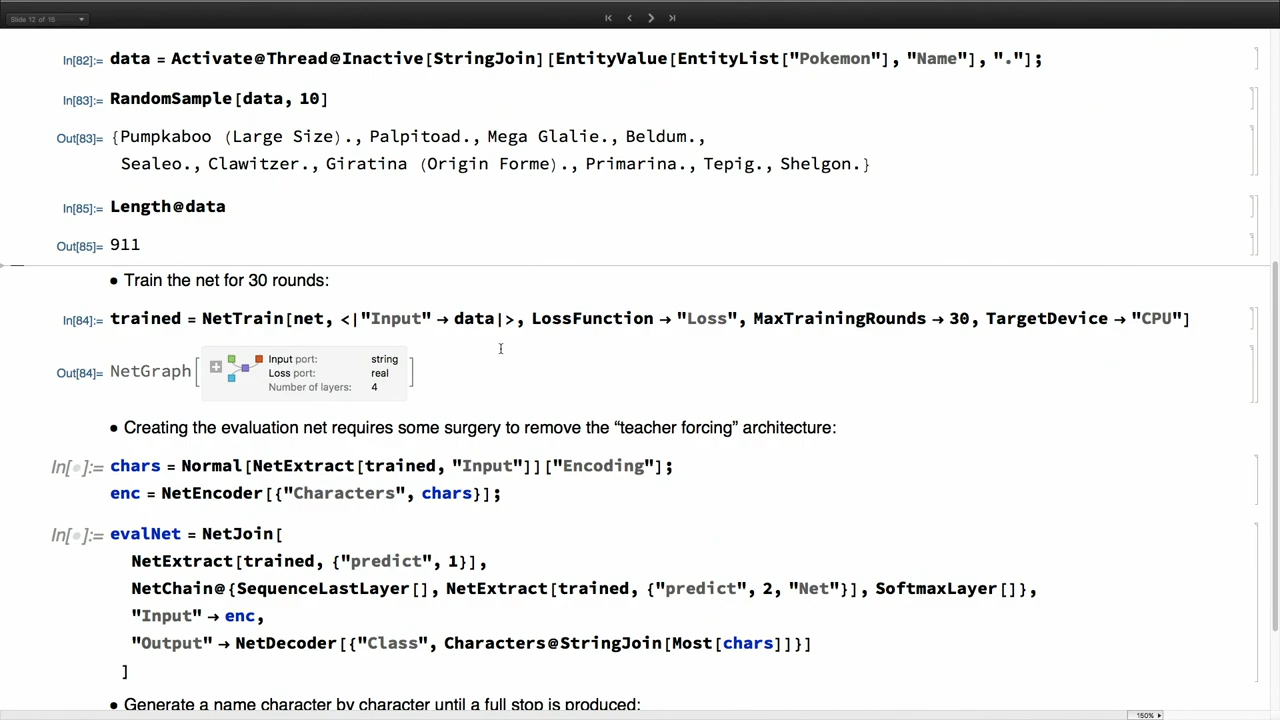 Slide 12 of 15
In[82]:= data = Activate@Thread@Inactive[StringJoin][EntityValue[EntityList["Pokemon"], "Name"], "."];
In[83]:= RandomSample[data, 10]
Out[83]= {Pumpkaboo (Large Size)., Palpitoad., Mega Glalie., Beldum.,
Sealeo., Clawitzer., Giratina (Origin Forme)., Primarina., Tepig., Shelgon.}
In[85]:= Length@data
Out[85]= 911
• Train the net for 30 rounds:
In[84]:= trained = NetTrain[net, <|"Input" → data|>, LossFunction → "Loss", MaxTrainingRounds → 30, TargetDevice → "CPU"]
Out[84]= NetGraph[ Input port: string
Loss port: real
Number of layers: 4 ]
• Creating the evaluation net requires some surgery to remove the “teacher forcing” architecture:
In[•]:= chars = Normal[NetExtract[trained, "Input"]]["Encoding"];
enc = NetEncoder[{"Characters", chars}];
In[•]:= evalNet = NetJoin[
NetExtract[trained, {"predict", 1}],
NetChain@{SequenceLastLayer[], NetExtract[trained, {"predict", 2, "Net"}], SoftmaxLayer[]},
"Input" → enc,
"Output" → NetDecoder[{"Class", Characters@StringJoin[Most[chars]]}]
]
• Generate a name character by character until a full stop is produced:
150%